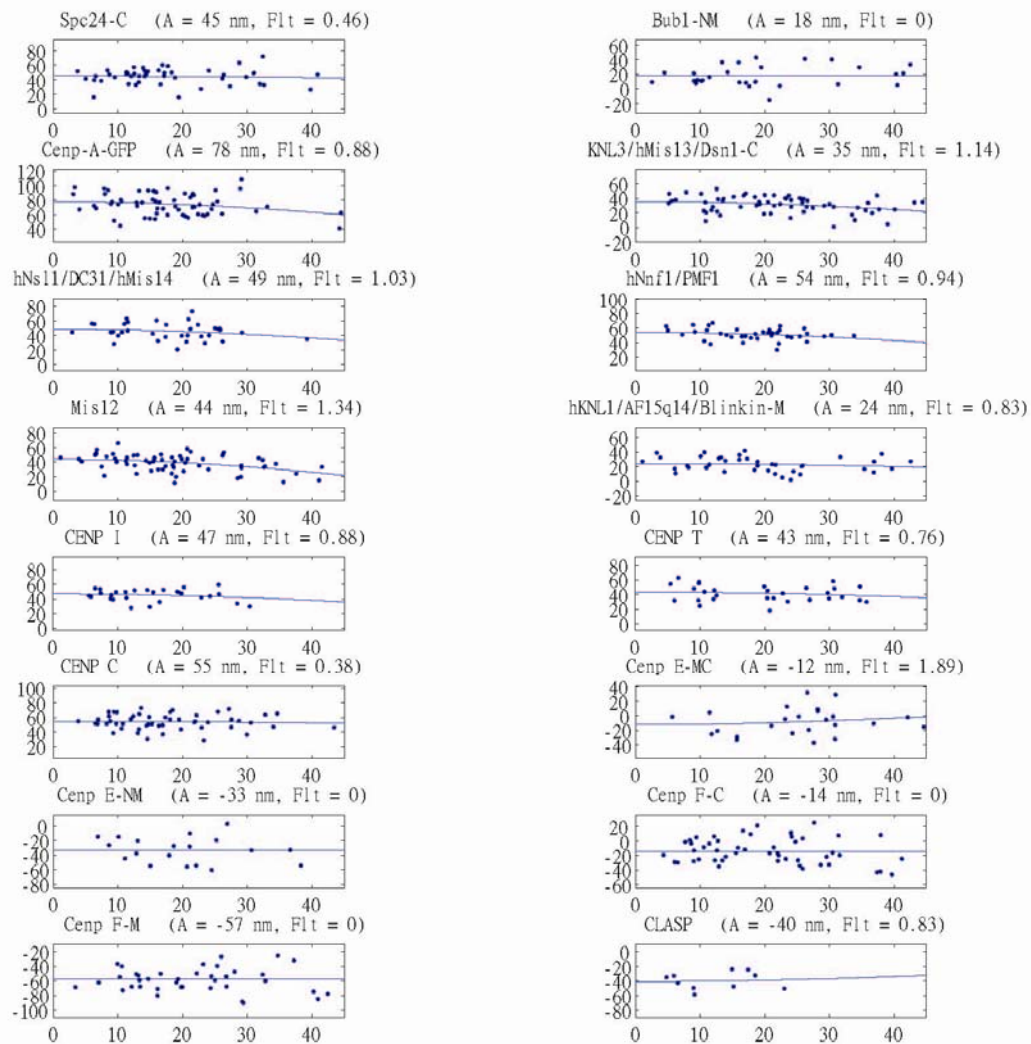 Spc24-C (A = 45 nm, Flt = 0.46)
80
60
40
20
0
0 10 20 30 40
Bub1-NM (A = 18 nm, Flt = 0)
60
40
20
0
-20
0 10 20 30 40
Cenp-A-GFP (A = 78 nm, Flt = 0.88)
120
100
80
60
40
0 10 20 30 40
KNL3/hMis13/Dsn1-C (A = 35 nm, Flt = 1.14)
60
40
20
0
-20
0 10 20 30 40
hNsl1/DC31/hMis14 (A = 49 nm, Flt = 1.03)
80
60
40
20
0
0 10 20 30 40
hNnf1/PMF1 (A = 54 nm, Flt = 0.94)
100
80
60
40
20
0 10 20 30 40
Mis12 (A = 44 nm, Flt = 1.34)
80
60
40
20
0
0 10 20 30 40
hKNL1/AF15q14/Blinkin-M (A = 24 nm, Flt = 0.83)
60
40
20
0
-20
0 10 20 30 40
CENP I (A = 47 nm, Flt = 0.88)
80
60
40
20
0
0 10 20 30 40
CENP T (A = 43 nm, Flt = 0.76)
80
60
40
20
0
0 10 20 30 40
CENP C (A = 55 nm, Flt = 0.38)
100
80
60
40
20
0 10 20 30 40
Cenp E-MC (A = -12 nm, Flt = 1.89)
40
20
0
-20
-40
0 10 20 30 40
Cenp E-NM (A = -33 nm, Flt = 0)
0
-20
-40
-60
-80
0 10 20 30 40
Cenp F-C (A = -14 nm, Flt = 0)
20
0
-20
-40
-60
0 10 20 30 40
Cenp F-M (A = -57 nm, Flt = 0)
-20
-40
-60
-80
-100
0 10 20 30 40
CLASP (A = -40 nm, Flt = 0.83)
0
-20
-40
-60
-80
0 10 20 30 40